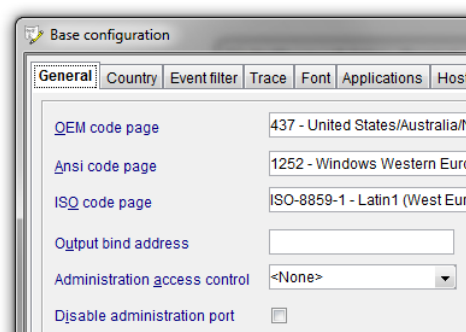 Base configuration
General Country Event filter Trace Font Applications
OEM code page 437 - United States/Australia/
Ansi code page 1252 - Windows Western Euro
ISO code page ISO-8859-1 - Latin1 (West Eur
Output bind address
Administration access control <None>
Disable administration port